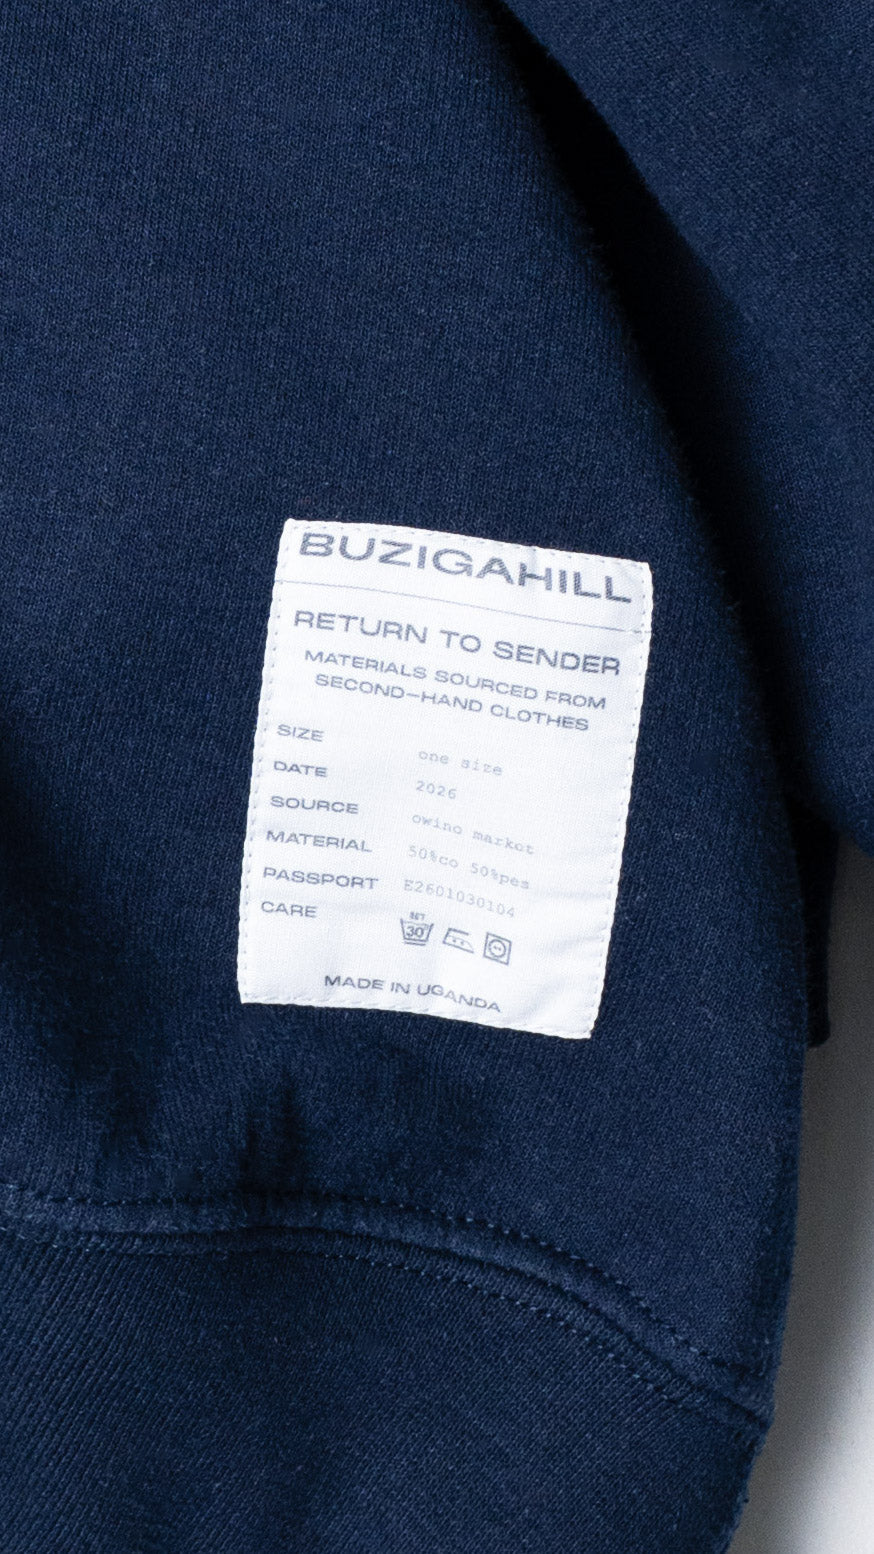 BUZIGAHILL
RETURN TO SENDER
MATERIALS SOURCED FROM
SECOND-HAND CLOTHES
SIZE one size
DATE 2026
SOURCE owino market
MATERIAL 50%co 50%pes
PASSPORT E2601030104
CARE 30°
MADE IN UGANDA